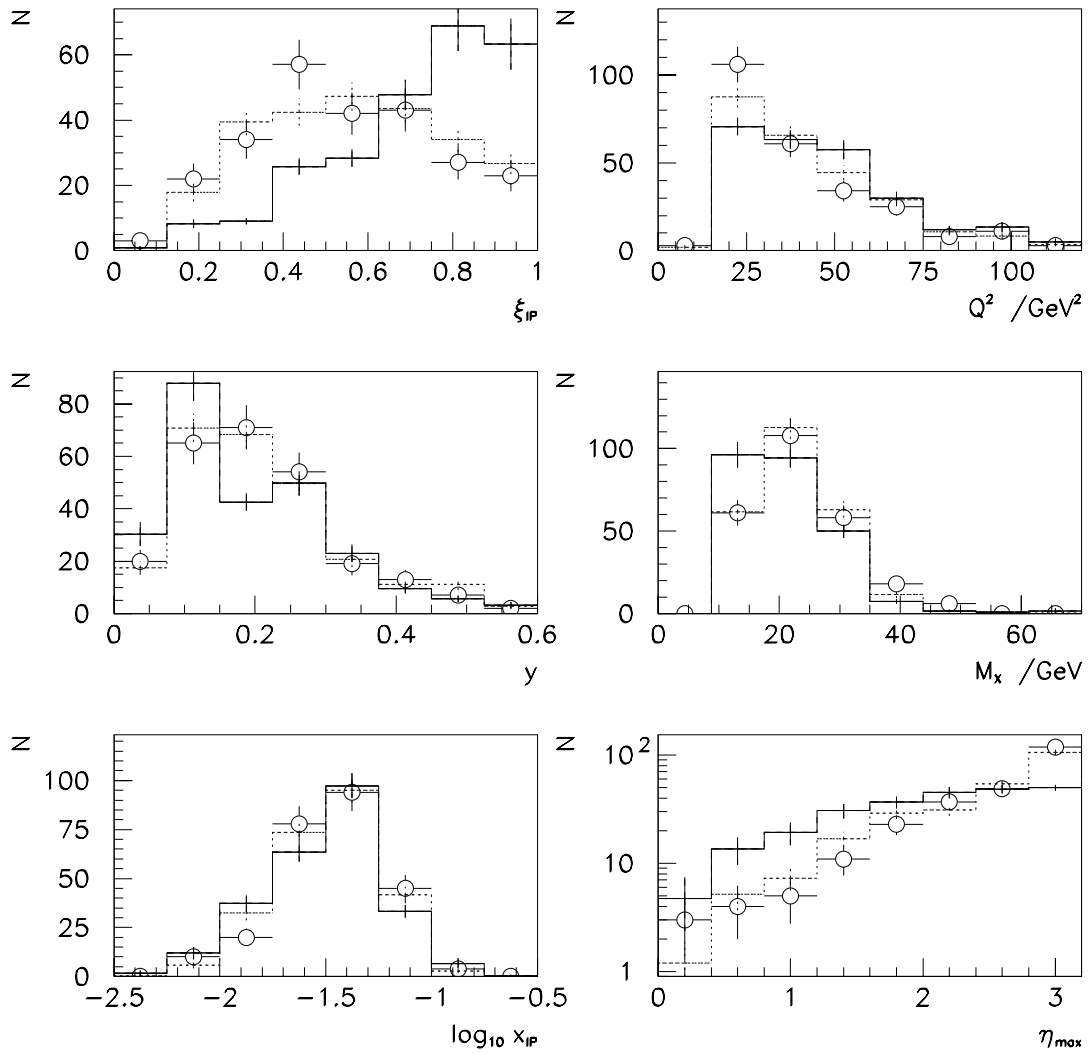 N
60
40
20
0
0 0.2 0.4 0.6 0.8 1
ξ_IP
N
100
50
0
0 25 50 75 100
Q² /GeV²
N
80
60
40
20
0
0 0.2 0.4 0.6
y
N
100
50
0
0 20 40 60
M_X /GeV
N
100
75
50
25
0
−2.5 −2 −1.5 −1 −0.5
log₁₀ x_IP
N
10²
10
1
0 1 2 3
η_max